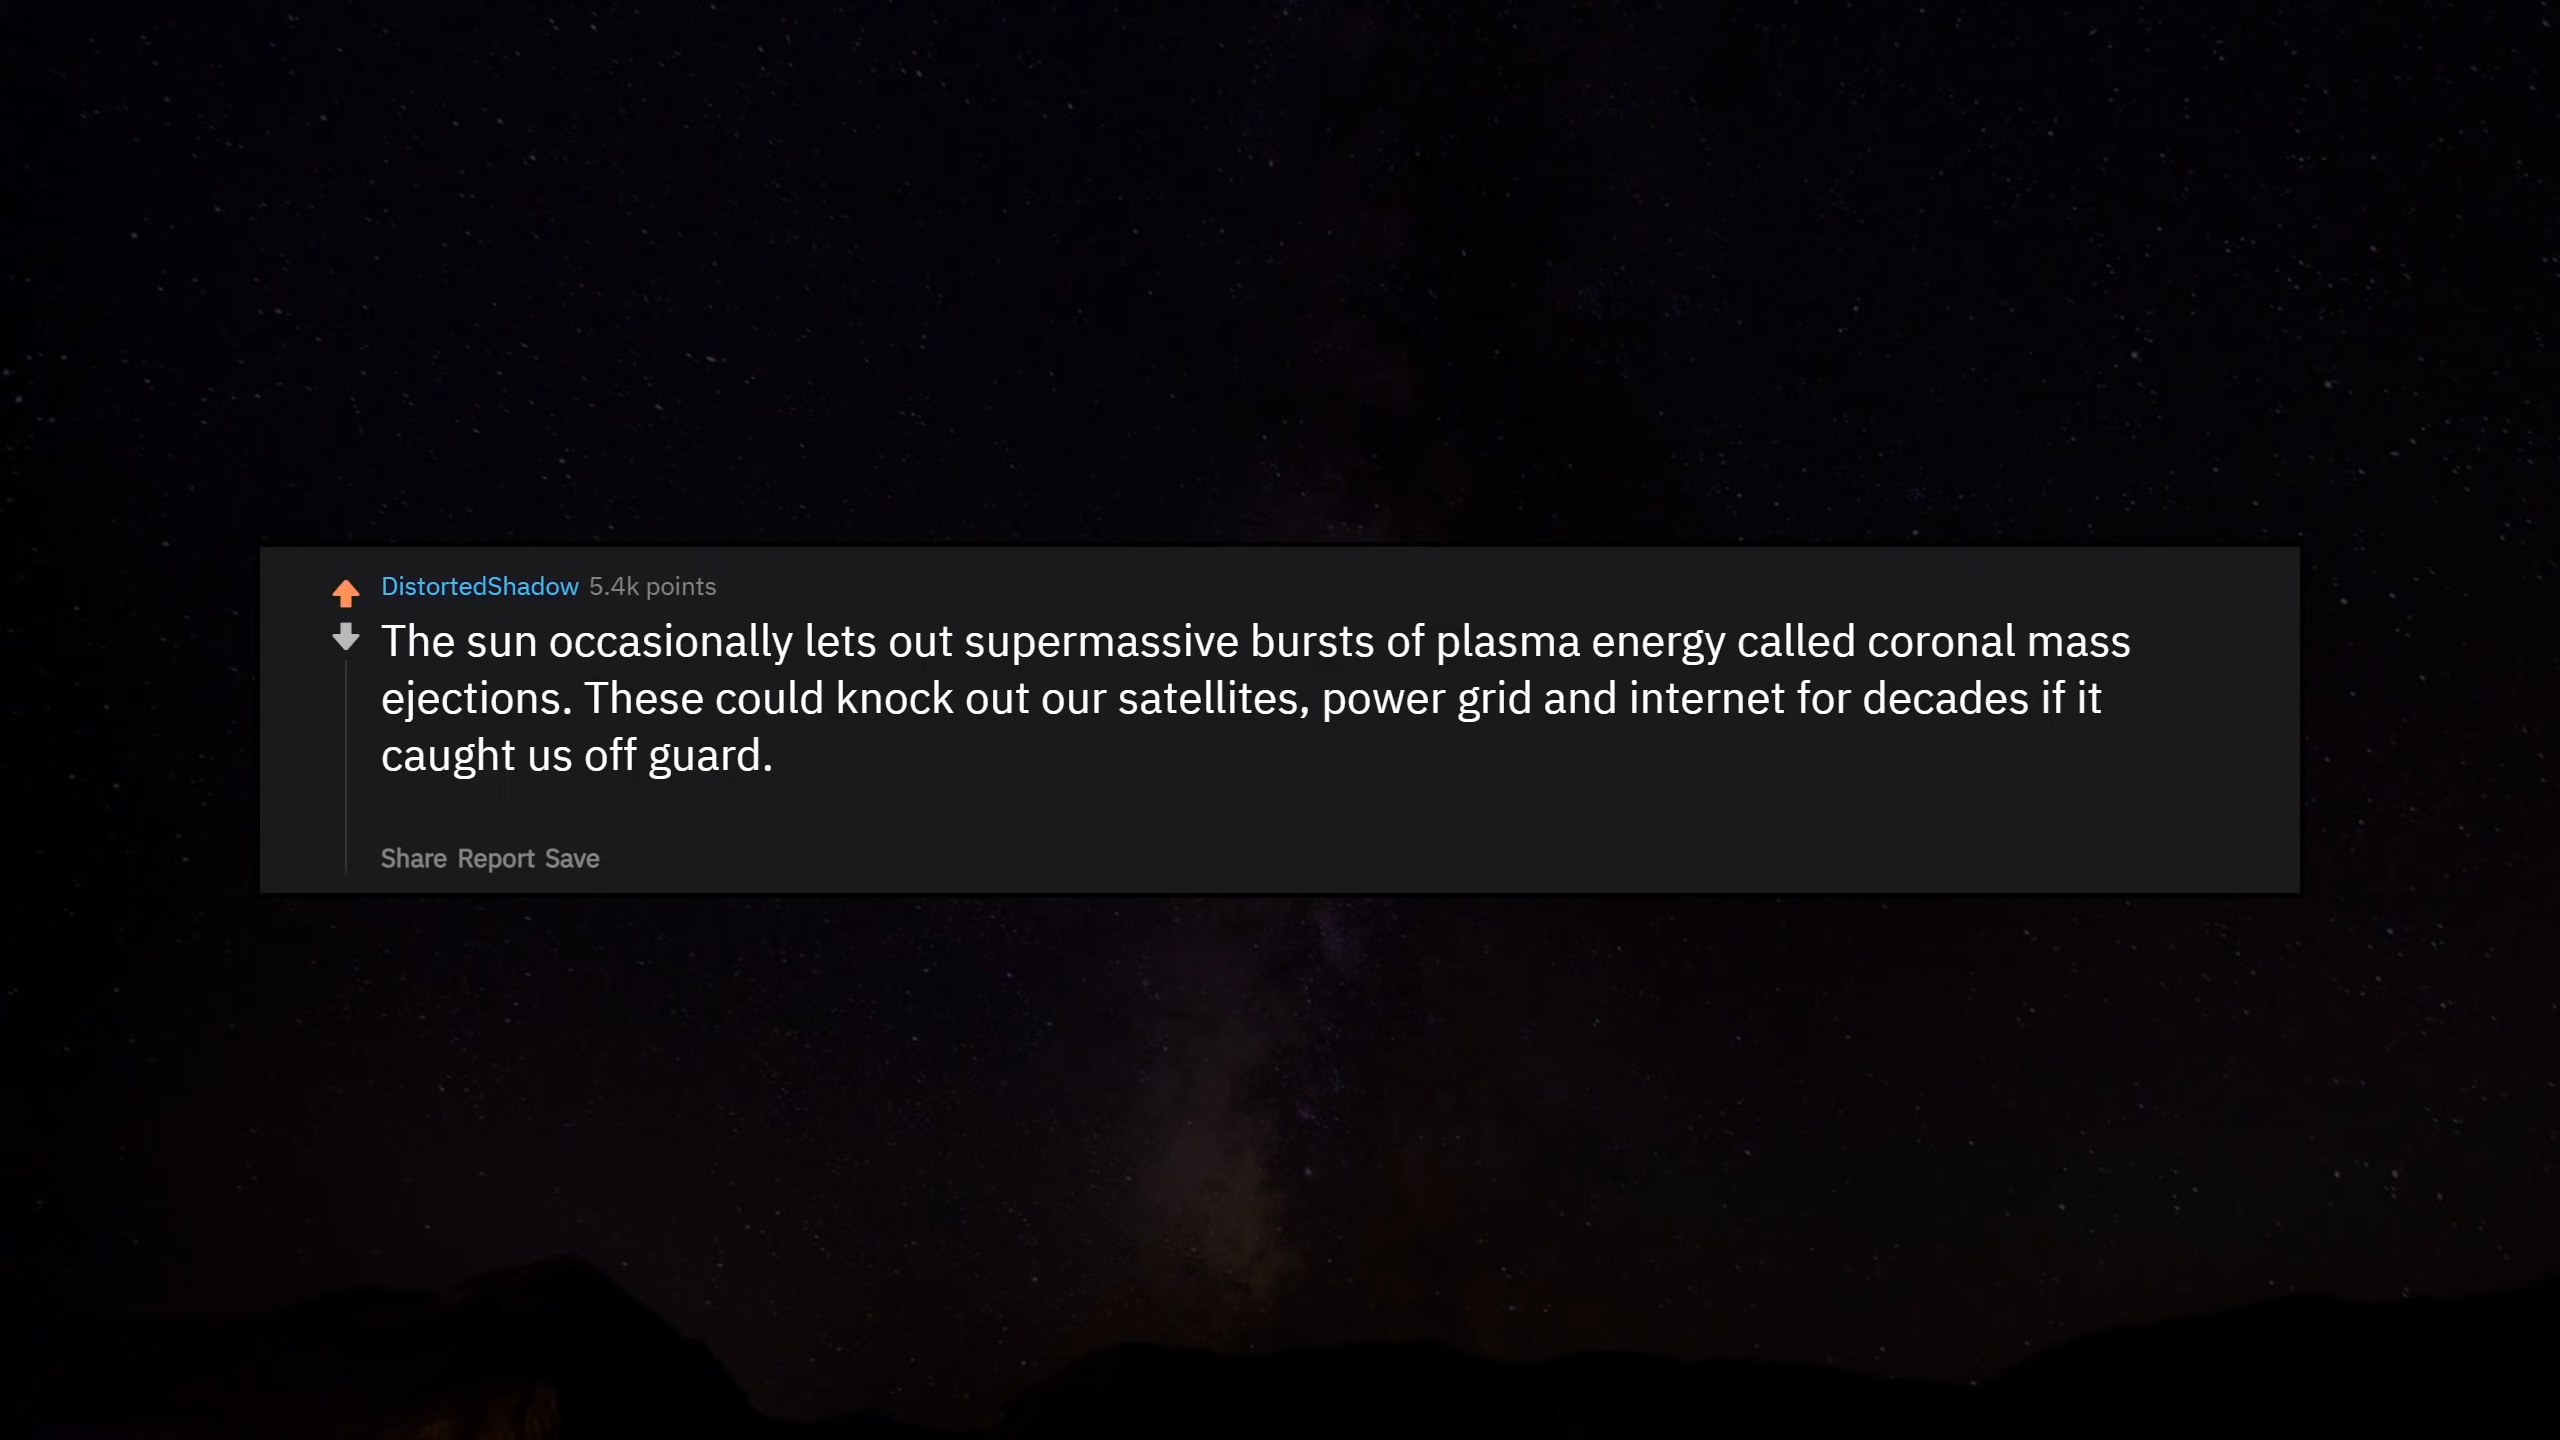 DistortedShadow 5.4k points
The sun occasionally lets out supermassive bursts of plasma energy called coronal mass
ejections. These could knock out our satellites, power grid and internet for decades if it
caught us off guard.
Share Report Save